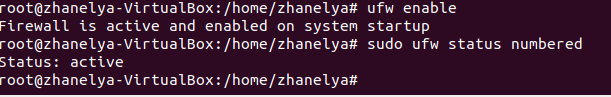 root@zhanelya-VirtualBox:/home/zhanelya# ufw enable
Firewall is active and enabled on system startup
root@zhanelya-VirtualBox:/home/zhanelya# sudo ufw status numbered
Status: active
root@zhanelya-VirtualBox:/home/zhanelya#